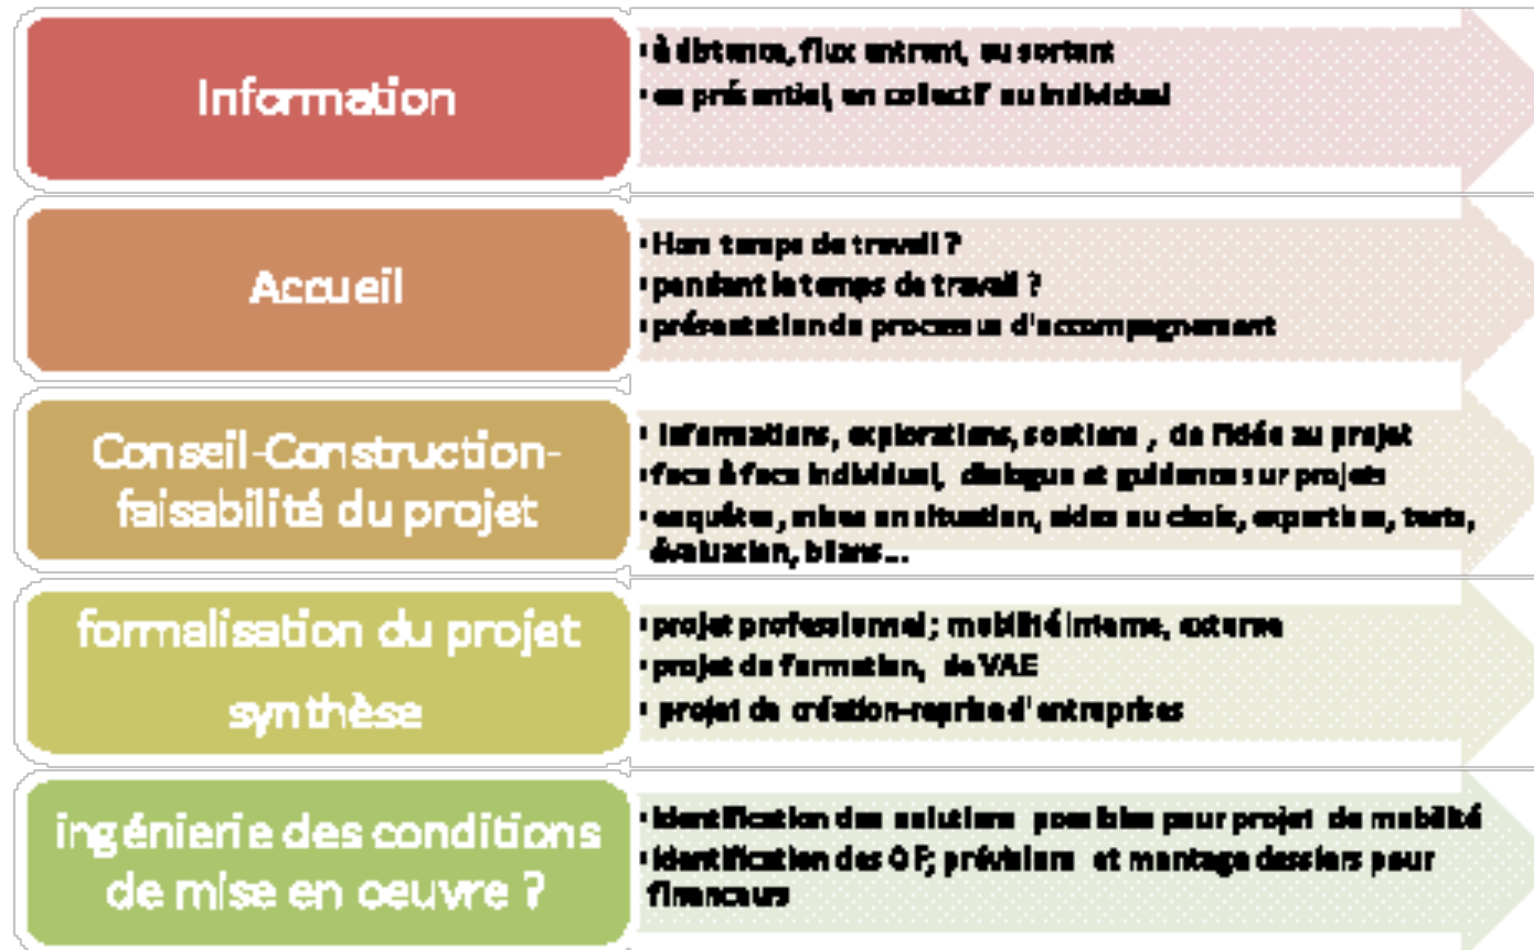 Information
• à distance, flux entrant, ou sortant
• en présentiel, en collectif ou individuel
Accueil
• Hors temps de travail ?
• pendant le temps de travail ?
• présentation du processus d'accompagnement
Conseil-Construction-
faisabilité du projet
• Informations, explorations, soutiens , de l'idée au projet
• face à face individuel, dialogue et guidance sur projets
• enquêtes, mises en situation, aides au choix, expertises, tests,
évaluation, bilans...
formalisation du projet
synthèse
• projet professionnel ; mobilité interne, externe
• projet de formation, de VAE
• projet de création-reprise d'entreprises
ingénierie des conditions
de mise en oeuvre ?
• identification des solutions possibles pour projet de mobilité
• identification des OF; prévisions et montage dossiers pour
financeurs